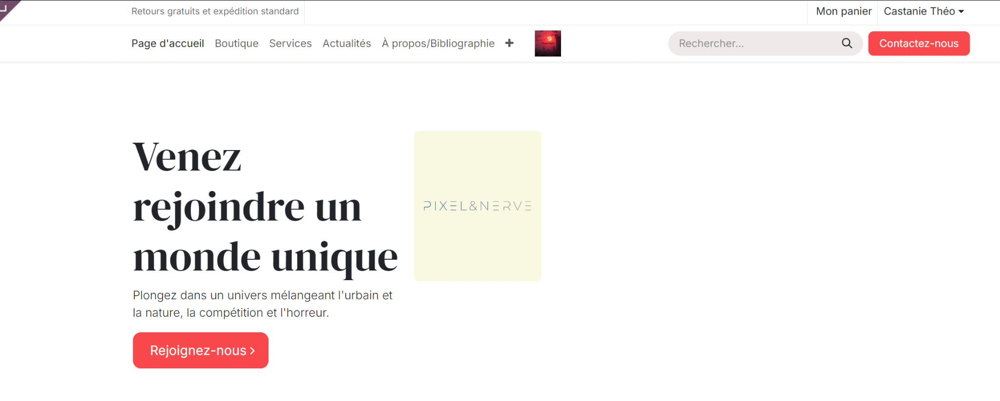 Retours gratuits et expédition standard
Mon panier
Castanie Théo
Page d'accueil
Boutique
Services
Actualités
À propos/Bibliographie
Rechercher...
Contactez-nous
Venez
rejoindre un
monde unique
PIXEL&NERVE
Plongez dans un univers mélangeant l'urbain et
la nature, la compétition et l'horreur.
Rejoignez-nous